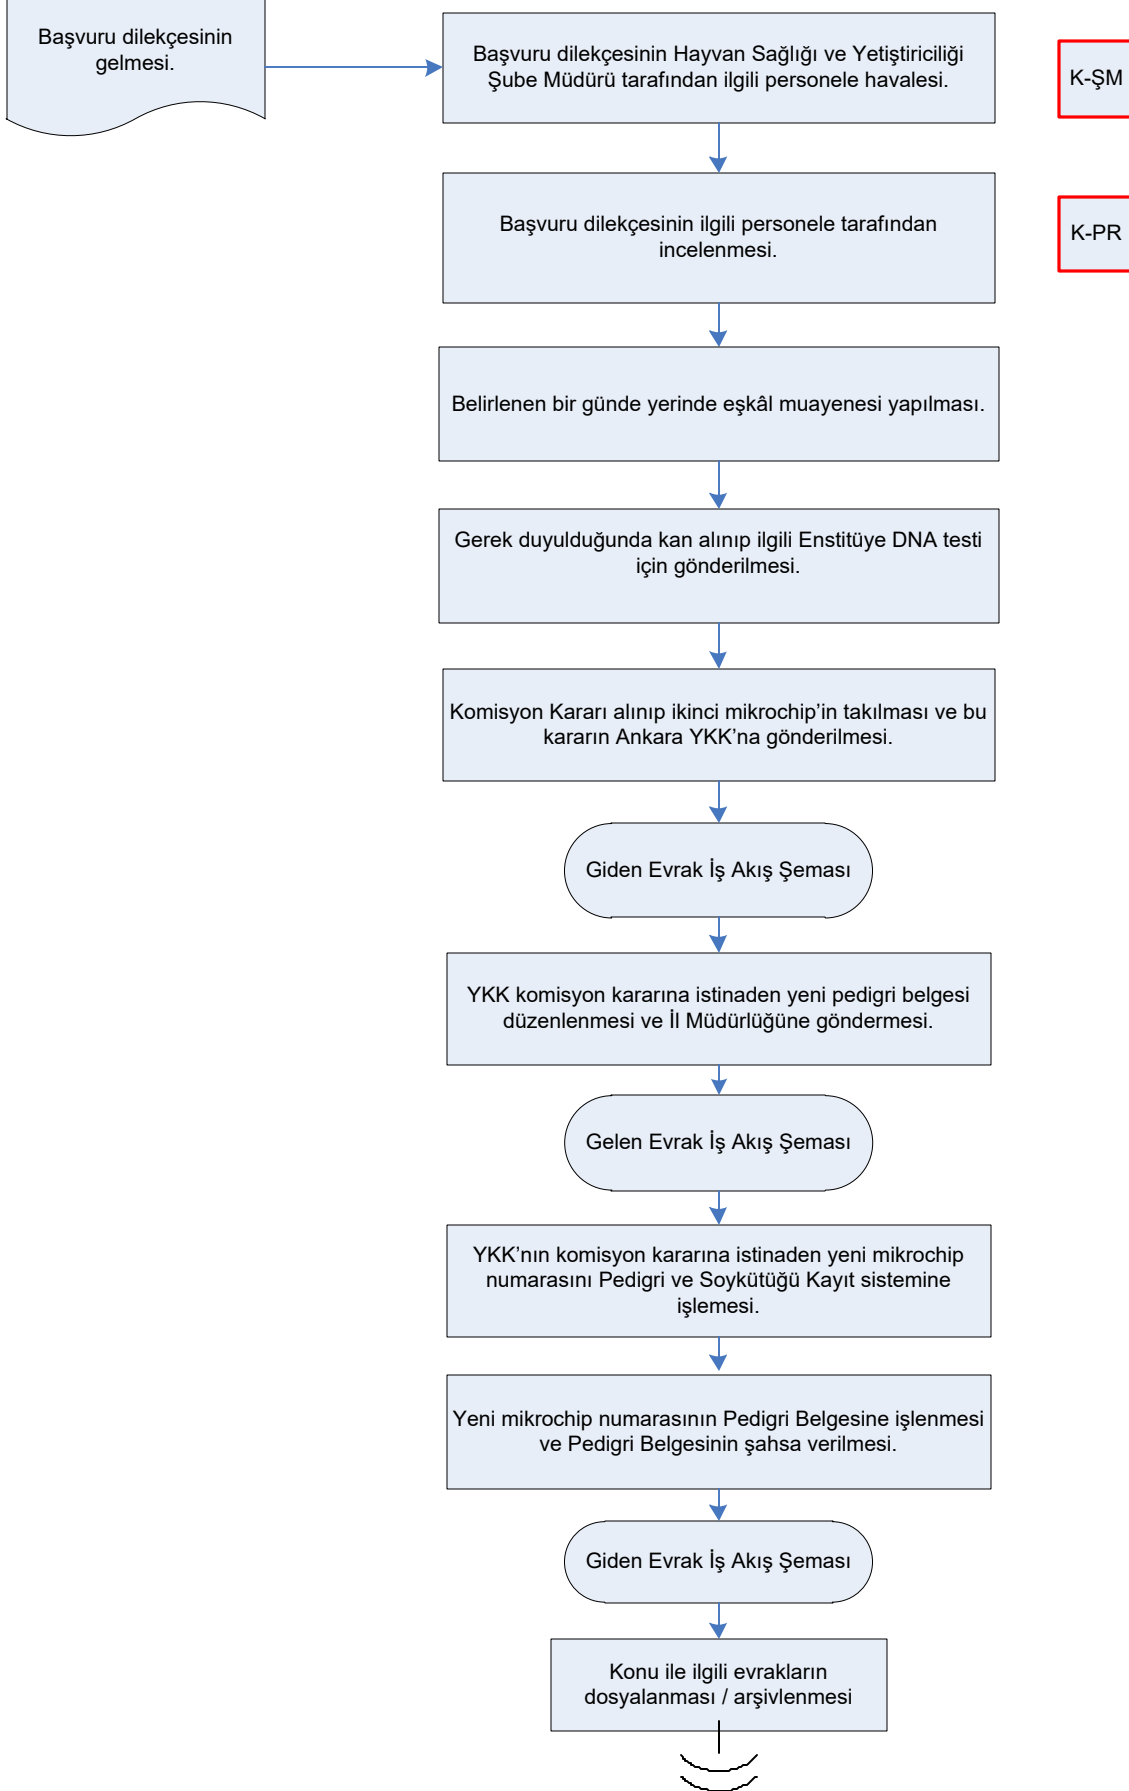 Başvuru dilekçesinin
gelmesi.
Başvuru dilekçesinin Hayvan Sağlığı ve Yetiştiriciliği
Şube Müdürü tarafından ilgili personele havalesi.
K-ŞM
Başvuru dilekçesinin ilgili personele tarafından
incelenmesi.
K-PR
Belirlenen bir günde yerinde eşkâl muayenesi yapılması.
Gerek duyulduğunda kan alınıp ilgili Enstitüye DNA testi
için gönderilmesi.
Komisyon Kararı alınıp ikinci mikrochip’in takılması ve bu
kararın Ankara YKK’na gönderilmesi.
Giden Evrak İş Akış Şeması
YKK komisyon kararına istinaden yeni pedigri belgesi
düzenlenmesi ve İl Müdürlüğüne göndermesi.
Gelen Evrak İş Akış Şeması
YKK’nın komisyon kararına istinaden yeni mikrochip
numarasını Pedigri ve Soykütüğü Kayıt sistemine
işlemesi.
Yeni mikrochip numarasının Pedigri Belgesine işlenmesi
ve Pedigri Belgesinin şahsa verilmesi.
Giden Evrak İş Akış Şeması
Konu ile ilgili evrakların
dosyalanması / arşivlenmesi